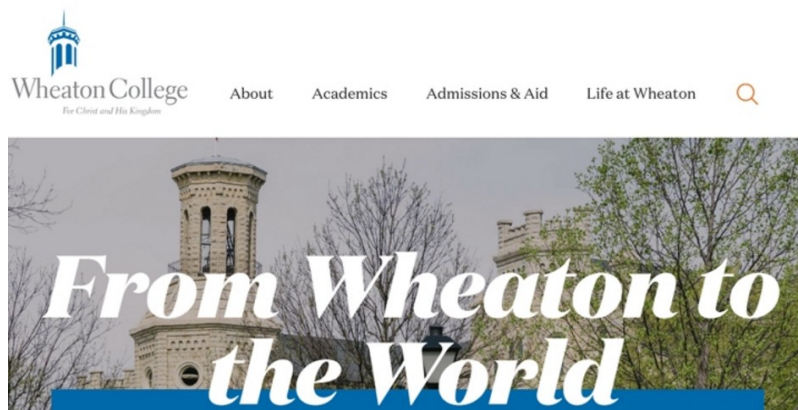 Wheaton College
For Christ and His Kingdom
About Academics Admissions & Aid Life at Wheaton
From Wheaton to
the World